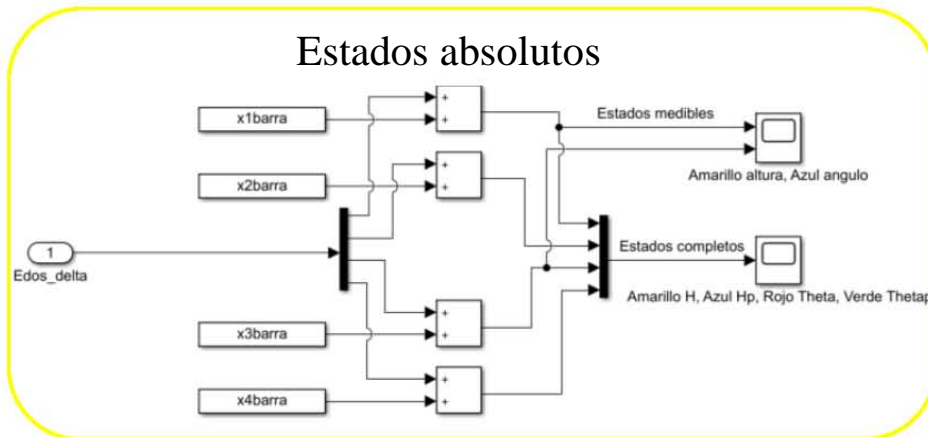 Estados absolutos
x1barra
+
+
Estados medibles
Amarillo altura, Azul angulo
x2barra
+
+
1
Edos_delta
Estados completos
Amarillo H, Azul Hp, Rojo Theta, Verde Thetap
x3barra
+
+
x4barra
+
+